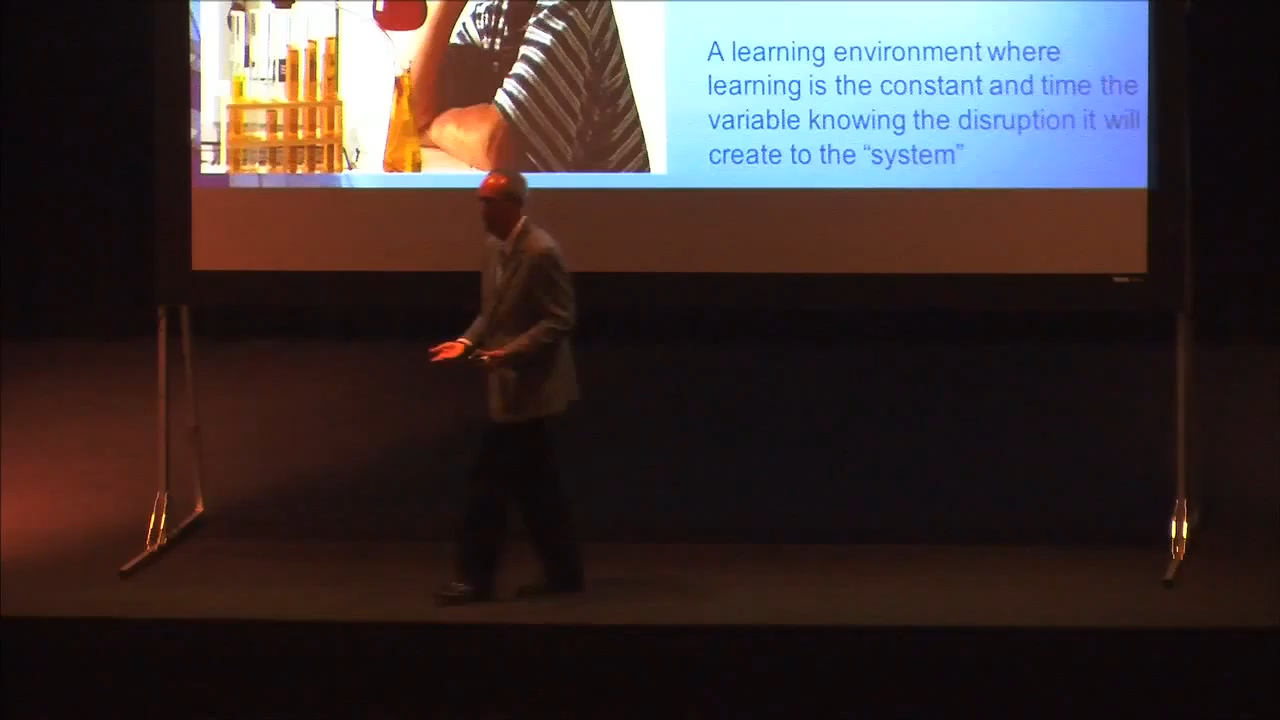 A learning environment where
learning is the constant and time the
variable knowing the disruption it will
create to the “system”